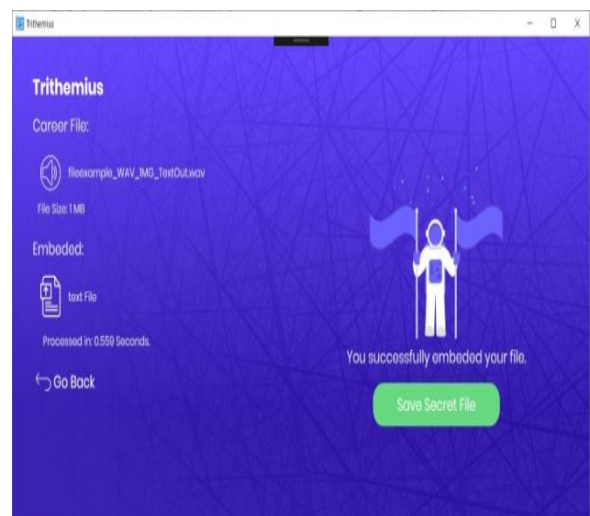 Trithemius
Trithemius
Career File:
fileexample_WAV_1MG_TextOut.wav
File Size: 1 MB
Embeded:
text File
Processed in: 0.559 Seconds.
Go Back
You successfully embeded your file.
Save Secret File